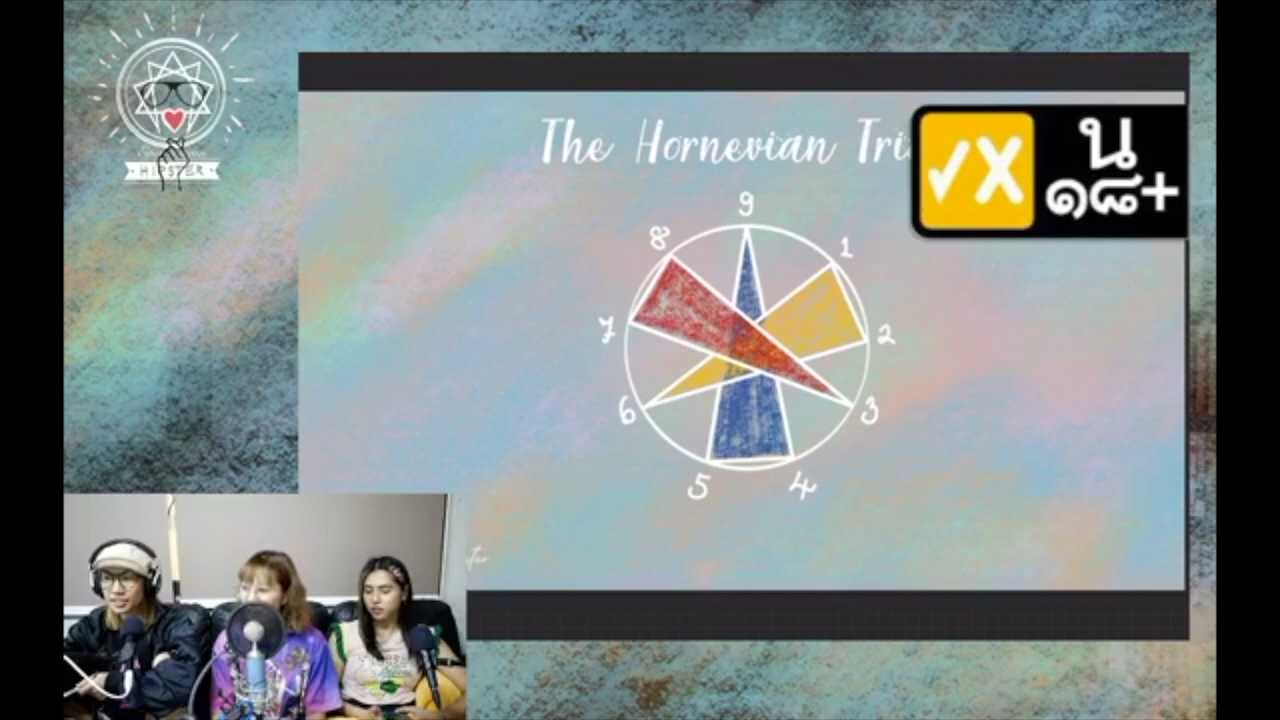 HIPSTER
The Hornevian Tri
√X
น
๑๘+
9
8
1
7
2
6
3
5
4